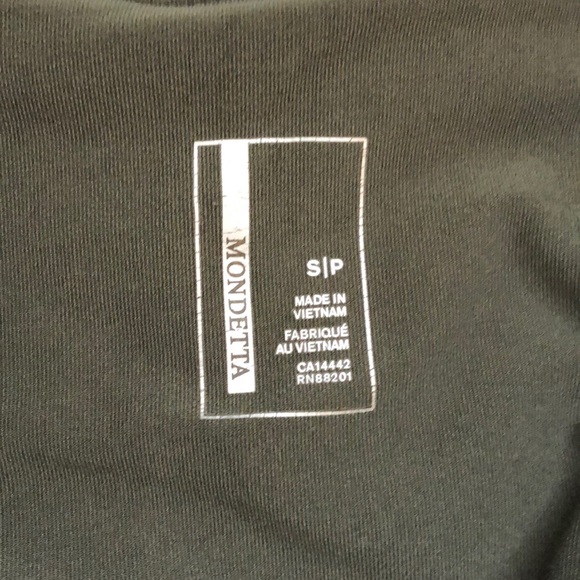 MONDETTA
S|P
MADE IN
VIETNAM
FABRIQUÉ
AU VIETNAM
CA14442
RN88201